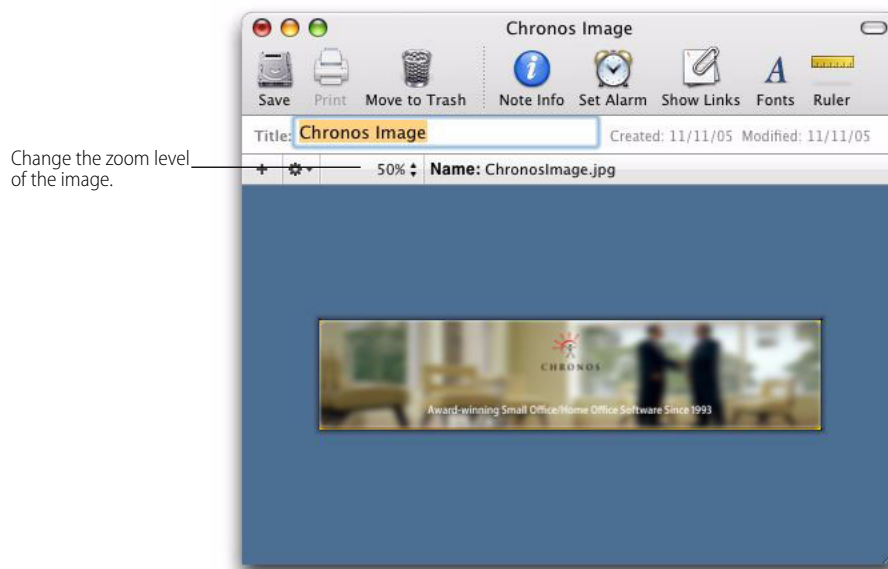 Chronos Image
Save Print Move to Trash Note Info Set Alarm Show Links Fonts Ruler
Title: Chronos Image Created: 11/11/05 Modified: 11/11/05
Change the zoom level
of the image.
50% Name: ChronosImage.jpg
CHRONOS
Award-winning Small Office/Home Office Software Since 1993